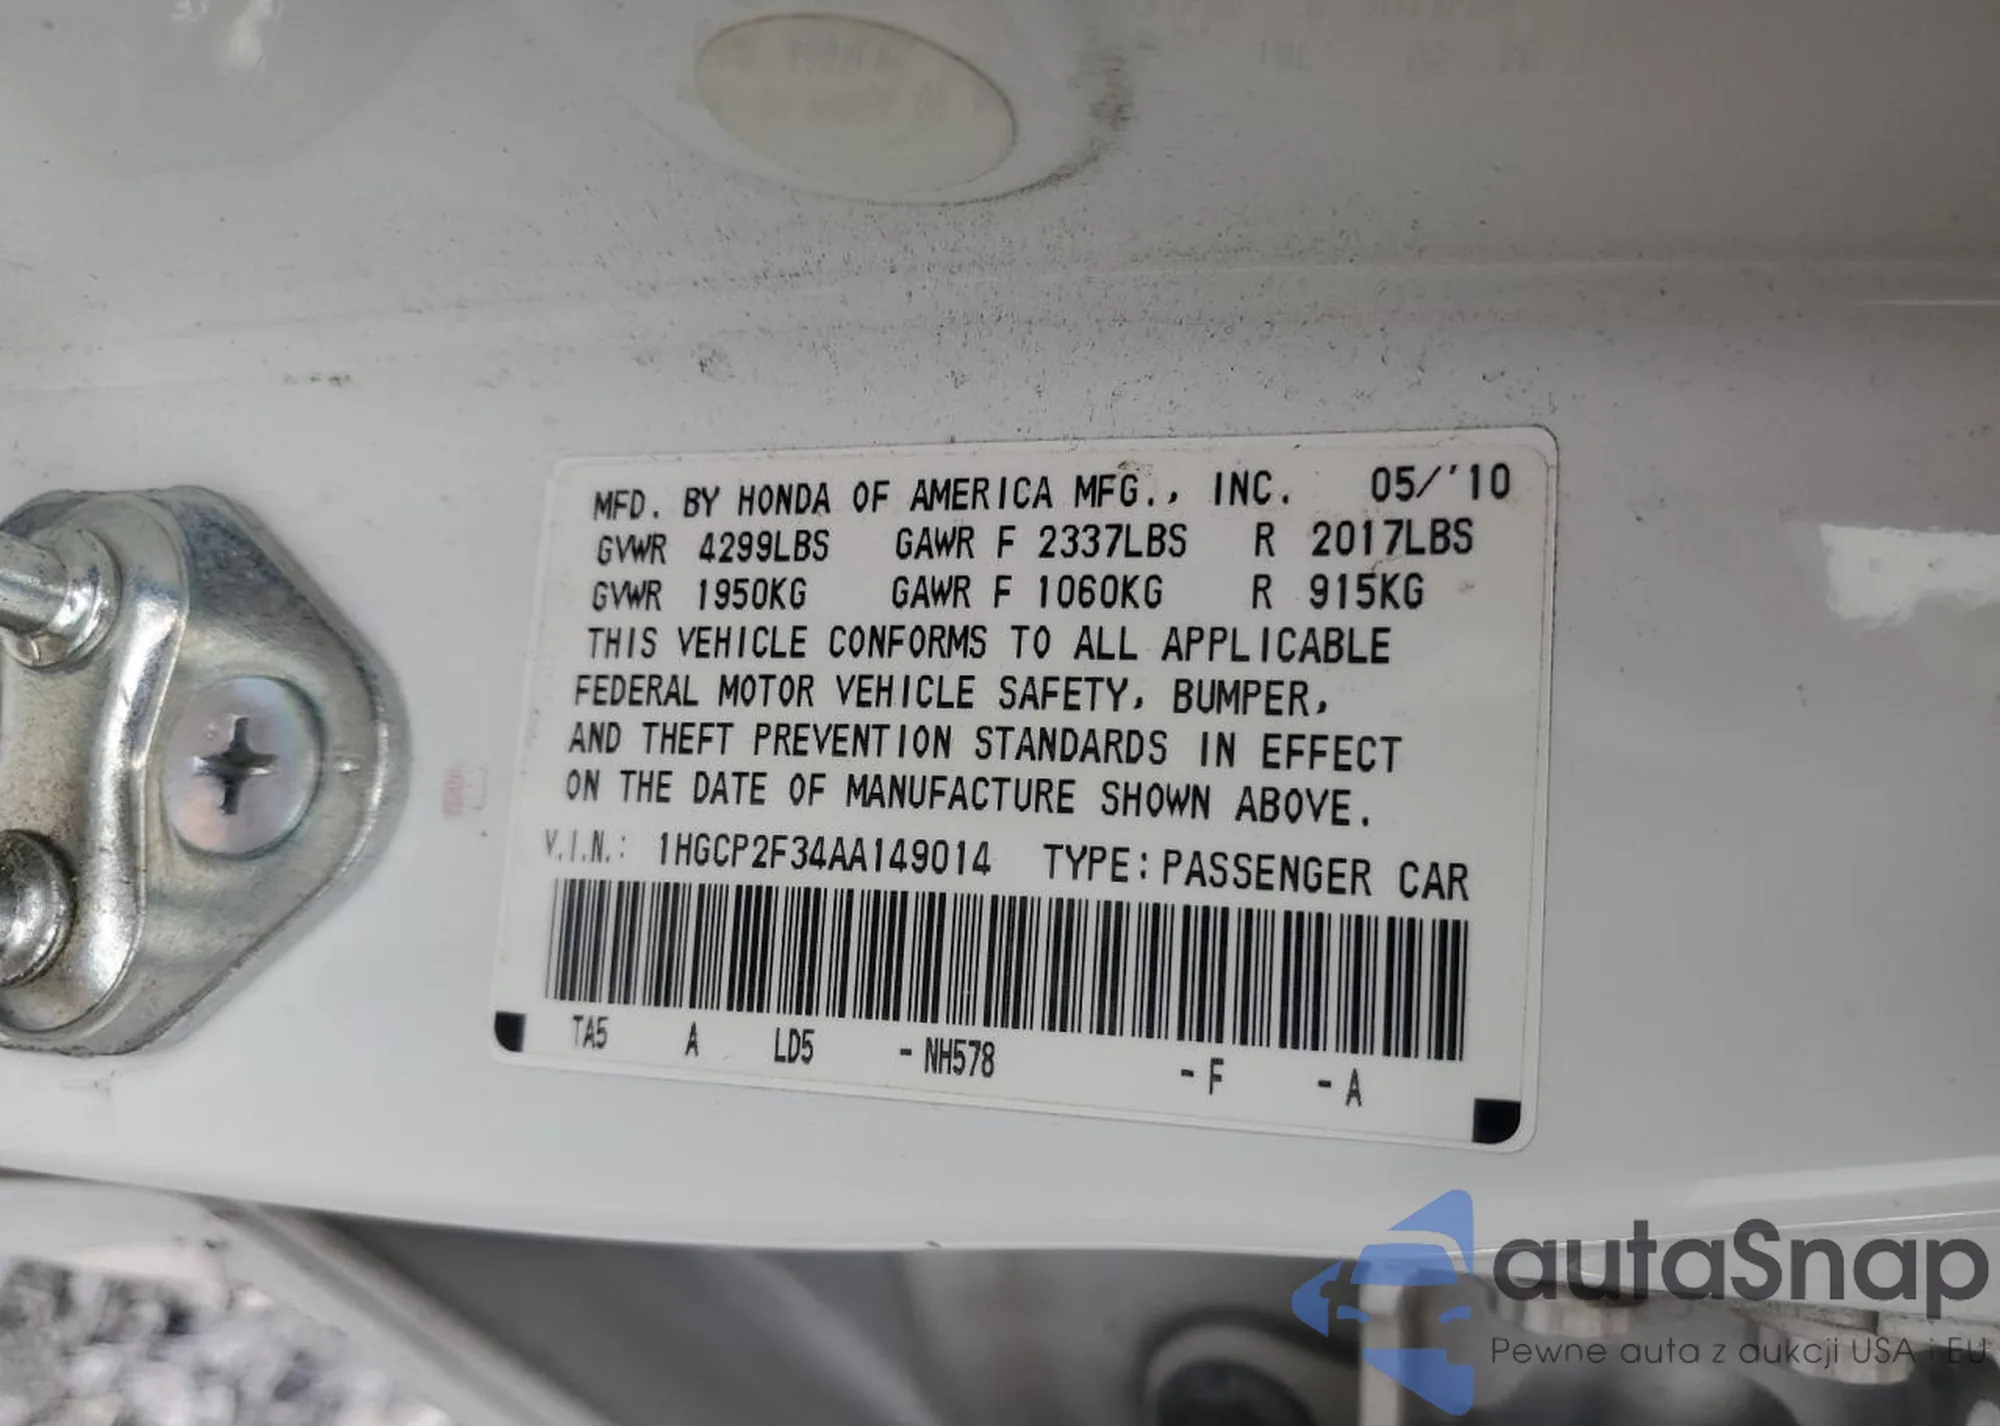 MFD. BY HONDA OF AMERICA MFG., INC. 05/'10
GVWR 4299LBS GAWR F 2337LBS R 2017LBS
GVWR 1950KG GAWR F 1060KG R 915KG
THIS VEHICLE CONFORMS TO ALL APPLICABLE
FEDERAL MOTOR VEHICLE SAFETY, BUMPER,
AND THEFT PREVENTION STANDARDS IN EFFECT
ON THE DATE OF MANUFACTURE SHOWN ABOVE.
V.I.N.: 1HGCP2F34AA149014 TYPE: PASSENGER CAR
TA5 A LD5 -NH578 -F -A
autaSnap
Pewne auta z aukcji USA i EU